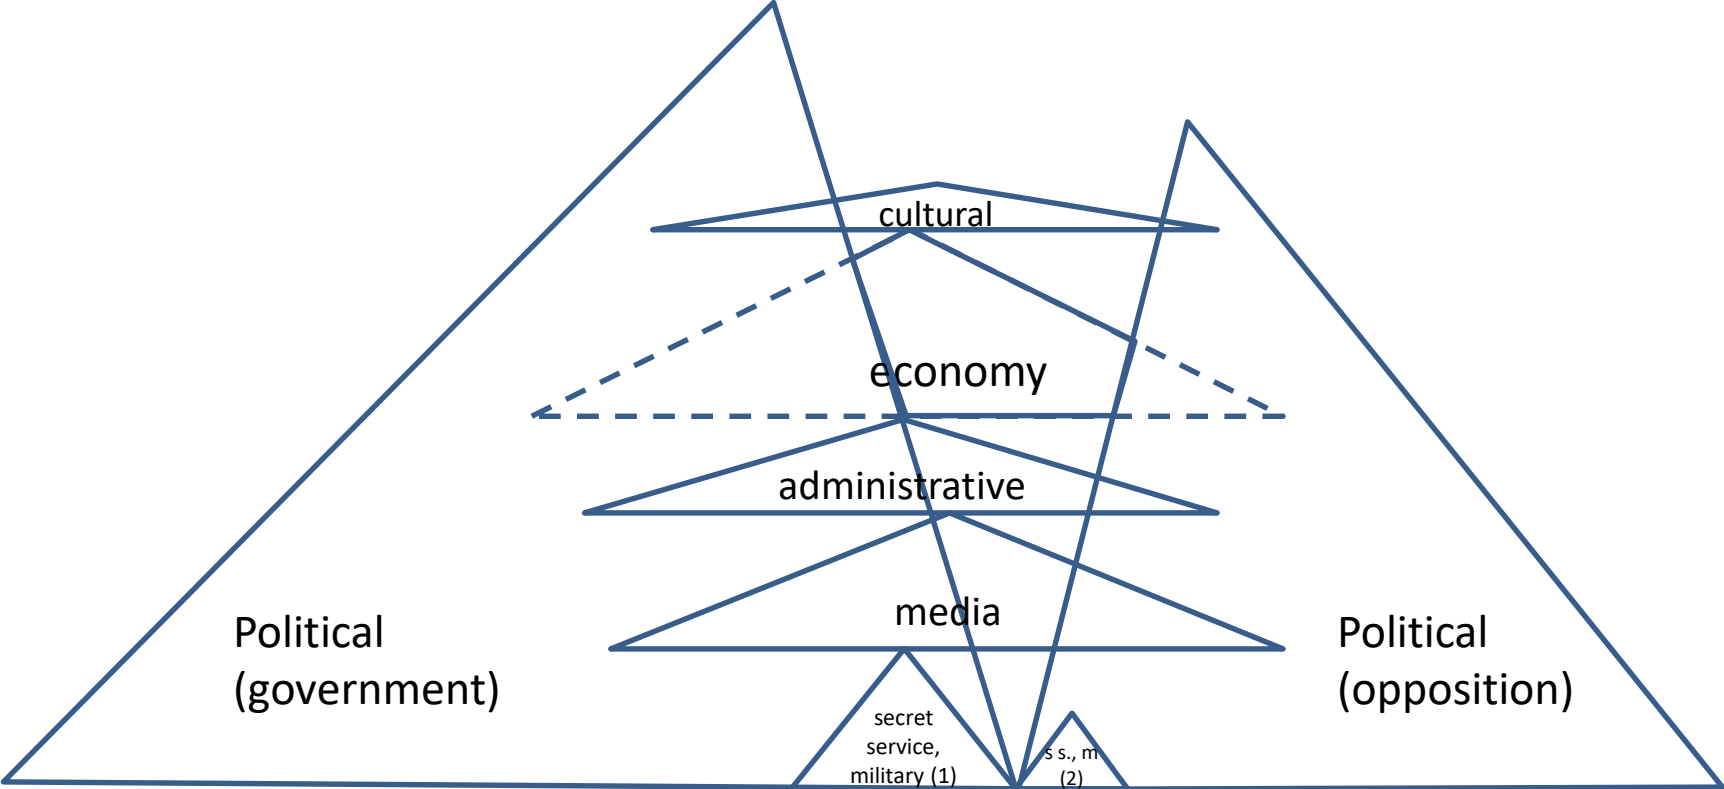 cultural
economy
administrative
media
Political
(government)
Political
(opposition)
secret
service,
military (1)
s s., m
(2)